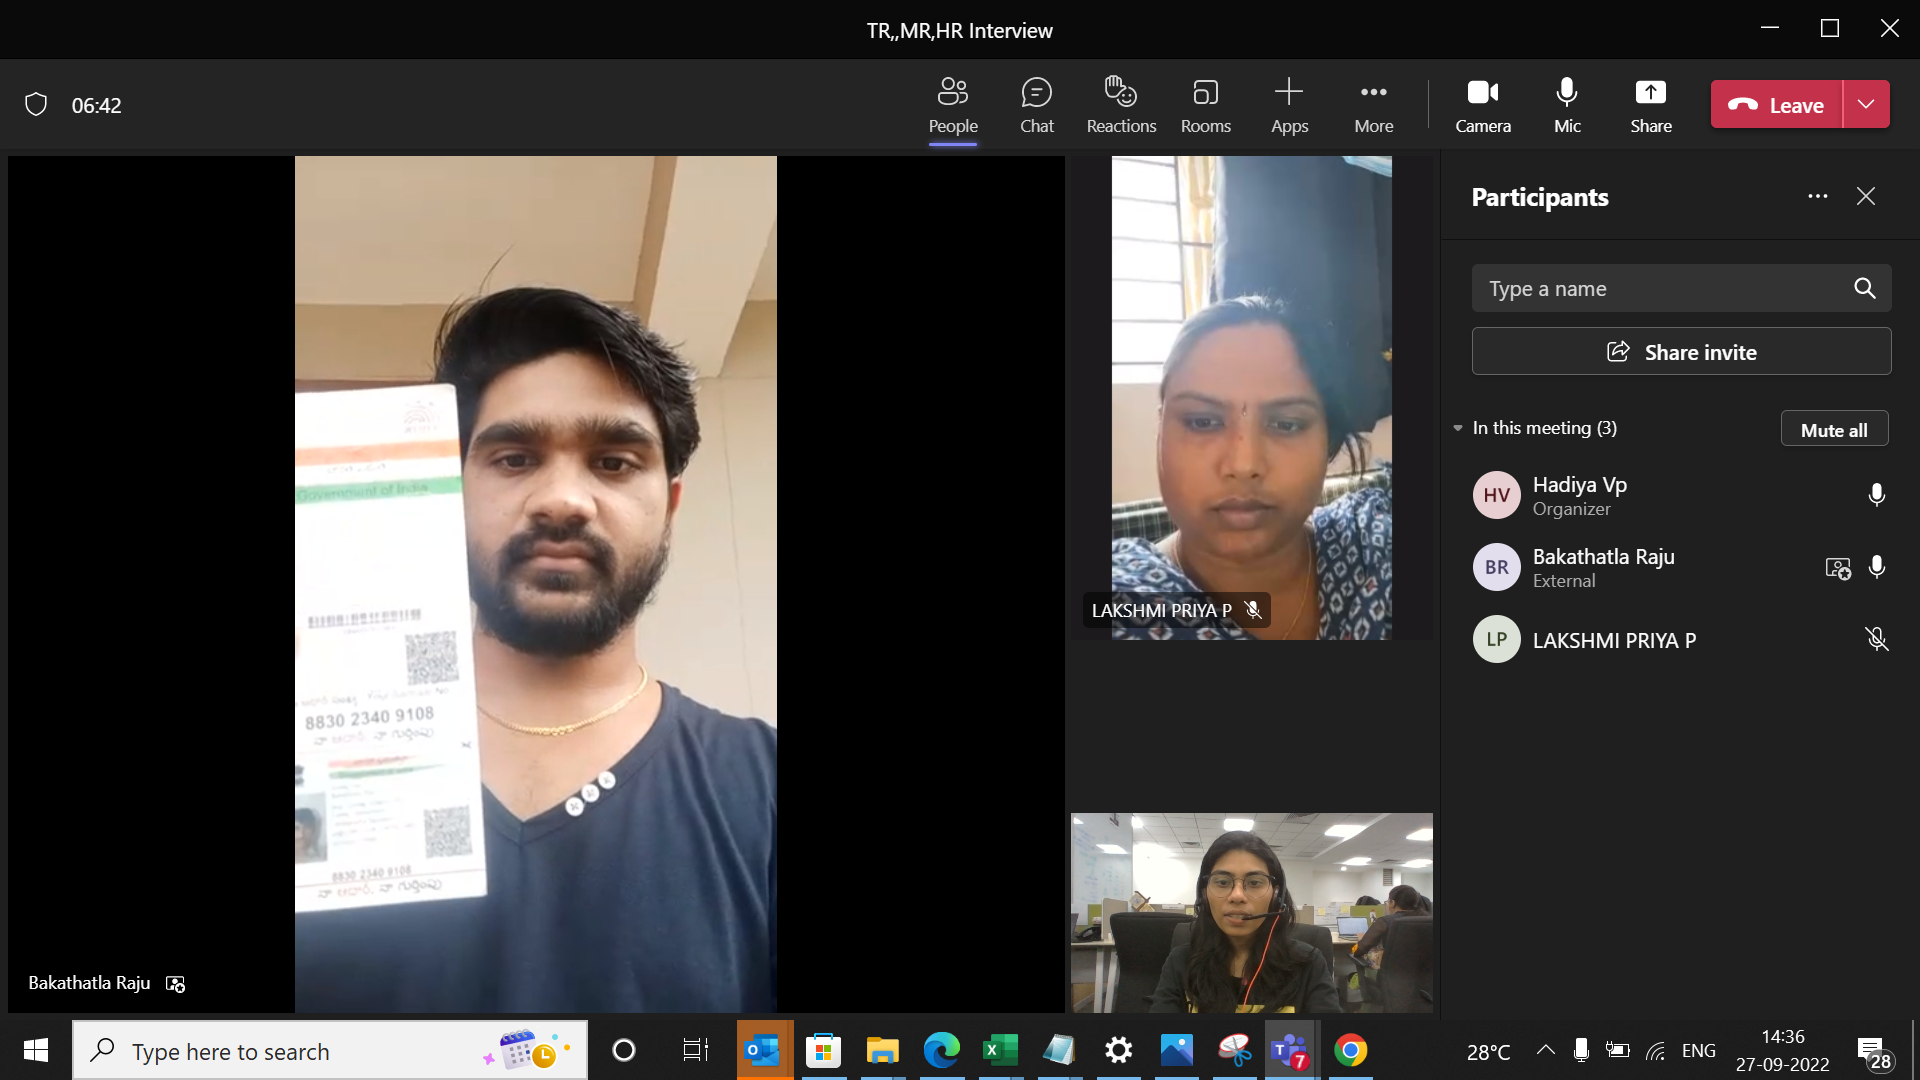 TR,,MR,HR Interview
06:42
People
Chat
Reactions
Rooms
Apps
More
Camera
Mic
Share
Leave
Government of India
8830 2340 9108
నా ఆధార్, నా గుర్తింపు
8830 2340 9108
నా ఆధార్, నా గుర్తింపు
Bakathatla Raju
LAKSHMI PRIYA P
Participants
Type a name
Share invite
In this meeting (3)
Mute all
HV
Hadiya Vp
Organizer
BR
Bakathatla Raju
External
LP
LAKSHMI PRIYA P
Type here to search
7
28°C
ENG
14:36
27-09-2022
28